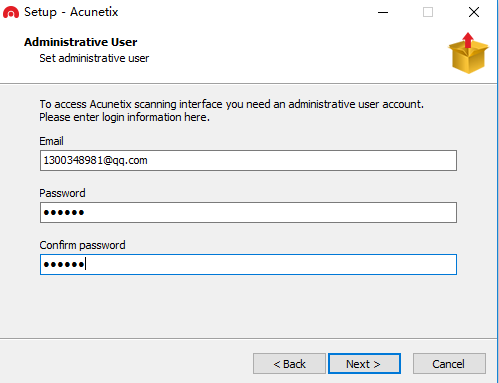 Setup - Acunetix
Administrative User
Set administrative user
To access Acunetix scanning interface you need an administrative user account.
Please enter login information here.
Email
1300348981@qq.com
Password
●●●●●●
Confirm password
●●●●●●
< Back
Next >
Cancel